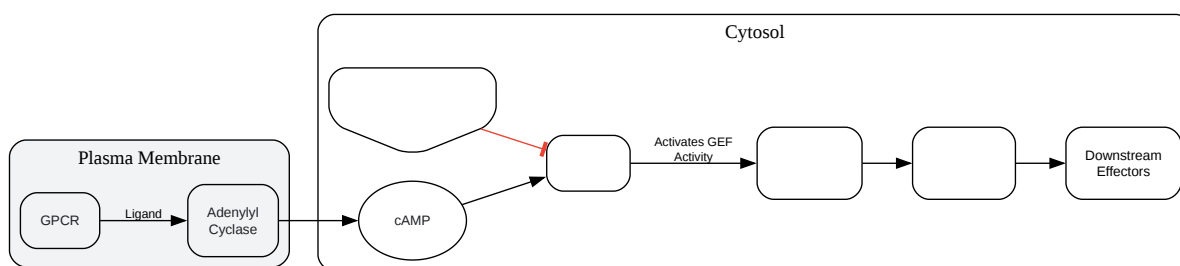 Cytosol
Plasma Membrane
GPCR
Ligand
Adenylyl
Cyclase
cAMP
Activates GEF
Activity
Downstream
Effectors